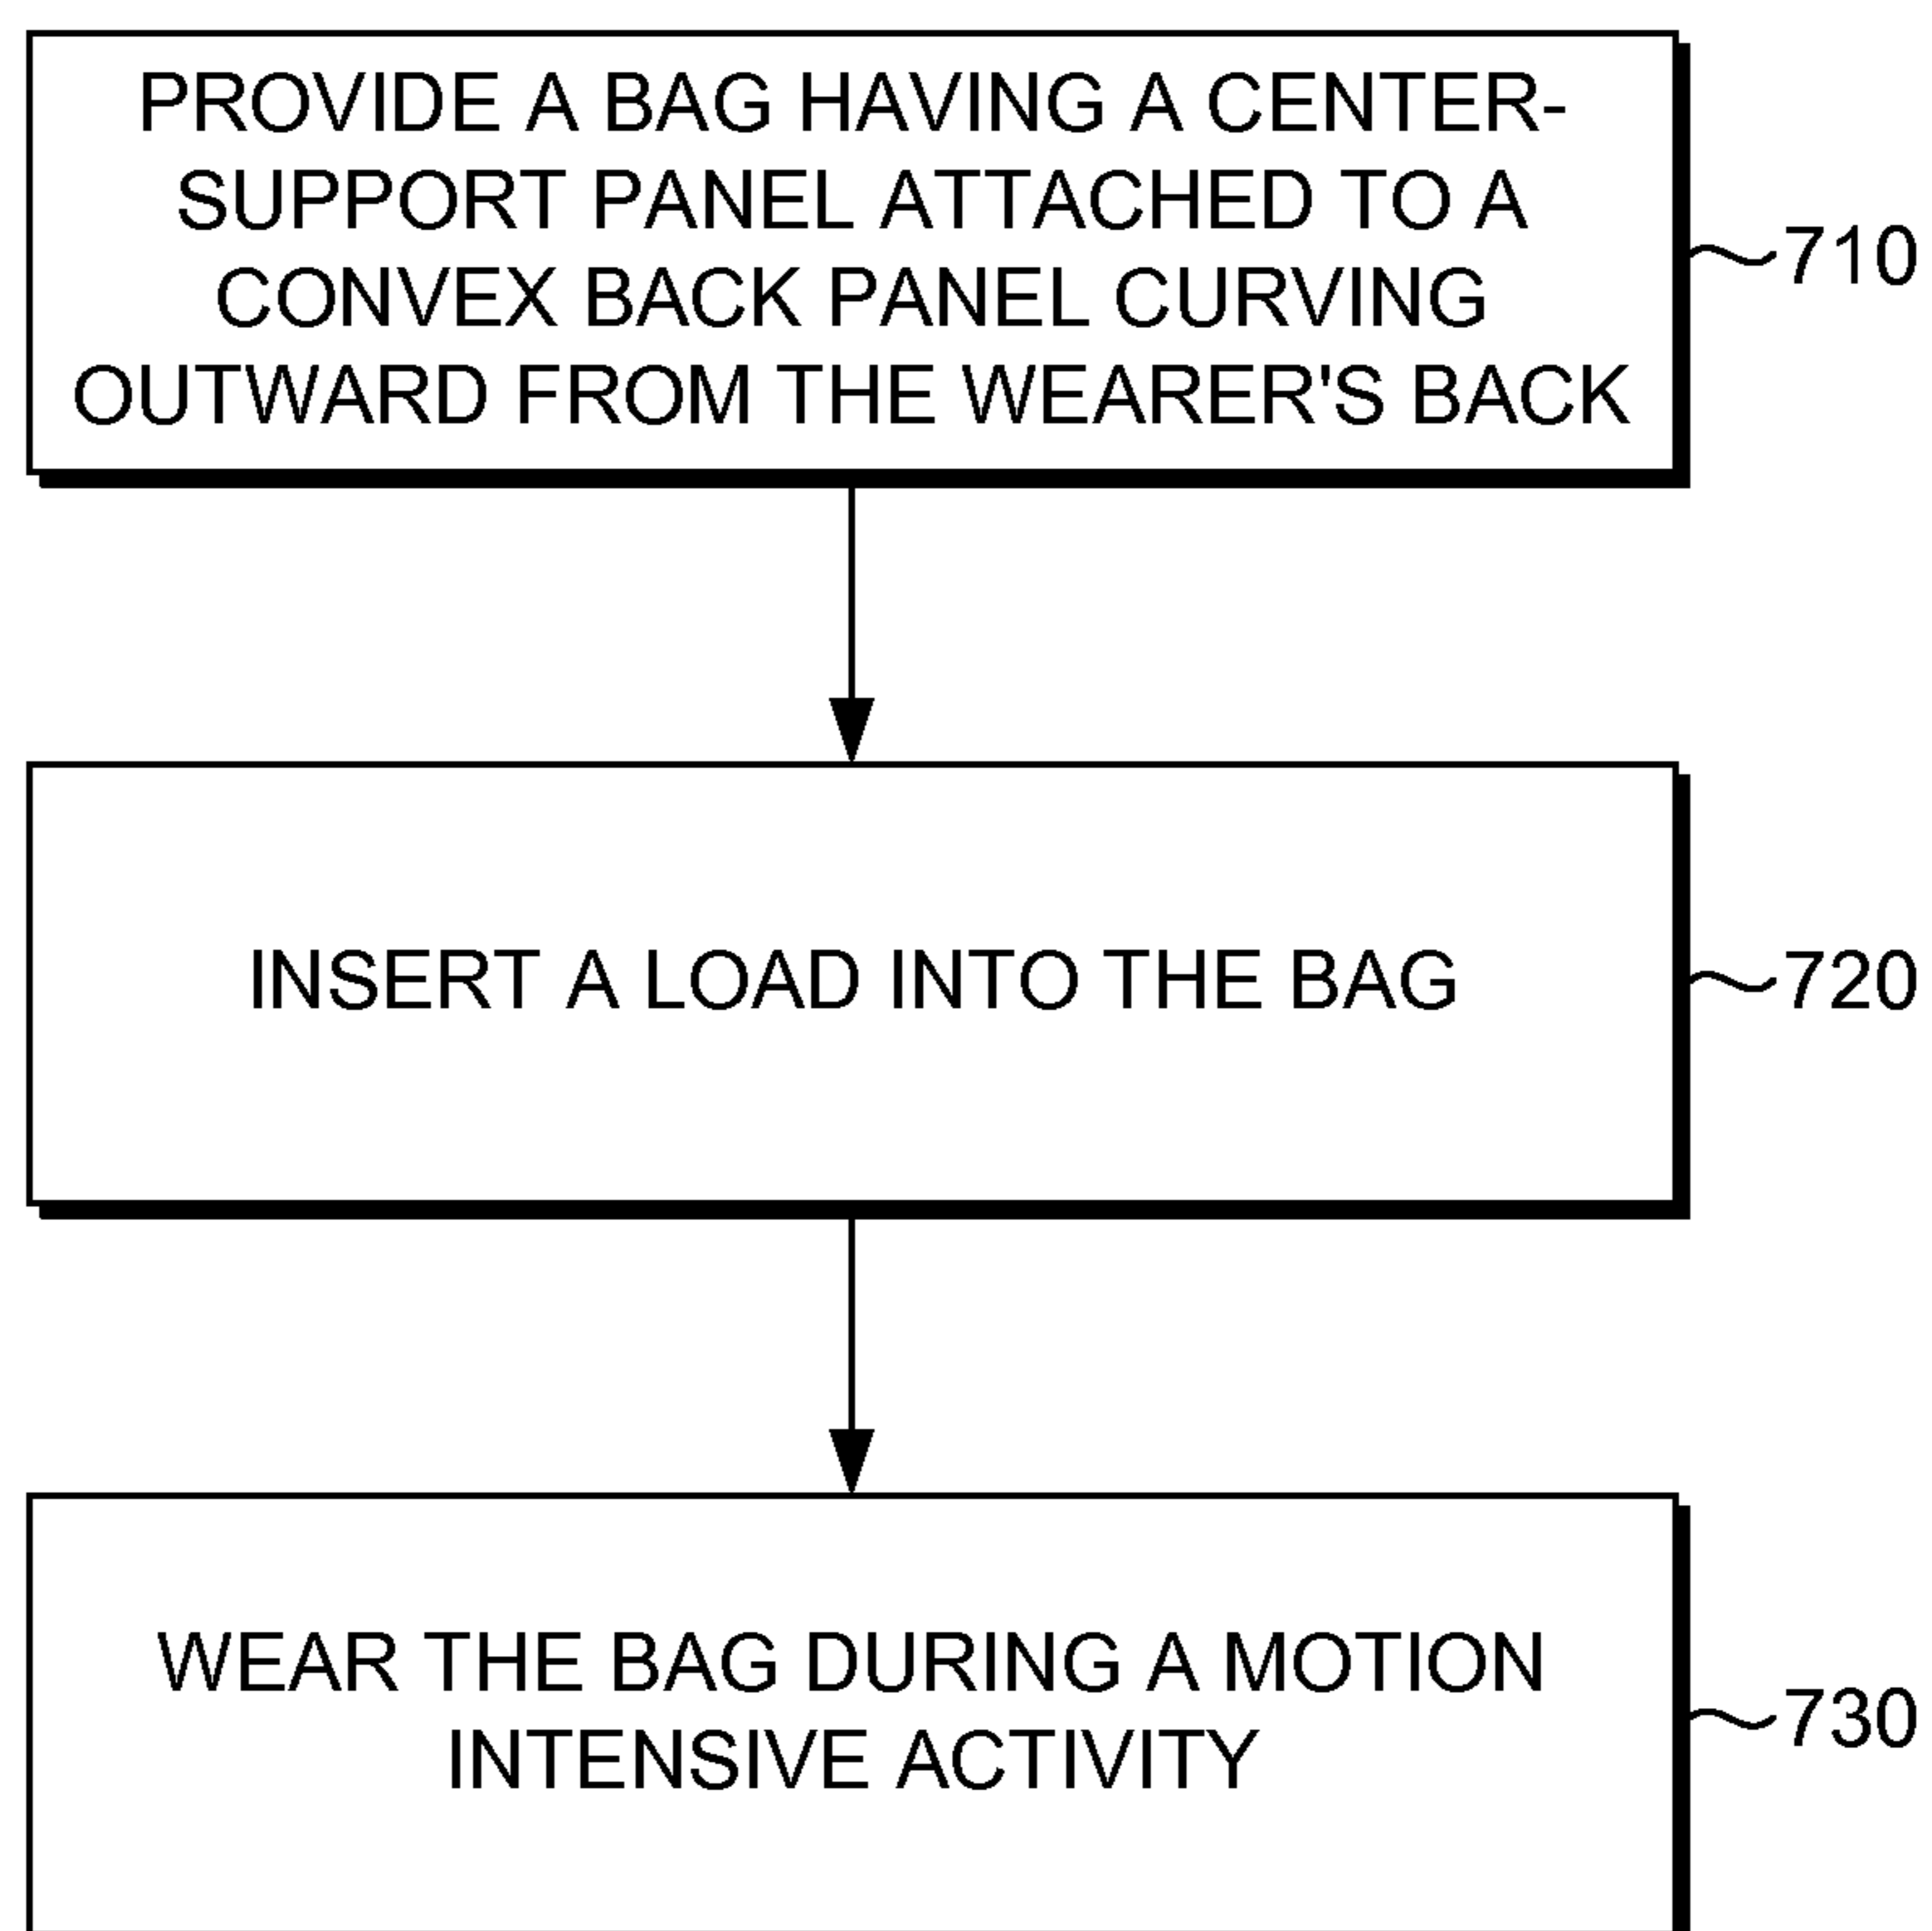 PROVIDE A BAG HAVING A CENTER-
SUPPORT PANEL ATTACHED TO A
CONVEX BACK PANEL CURVING
OUTWARD FROM THE WEARER'S BACK
710
INSERT A LOAD INTO THE BAG
720
WEAR THE BAG DURING A MOTION
INTENSIVE ACTIVITY
730